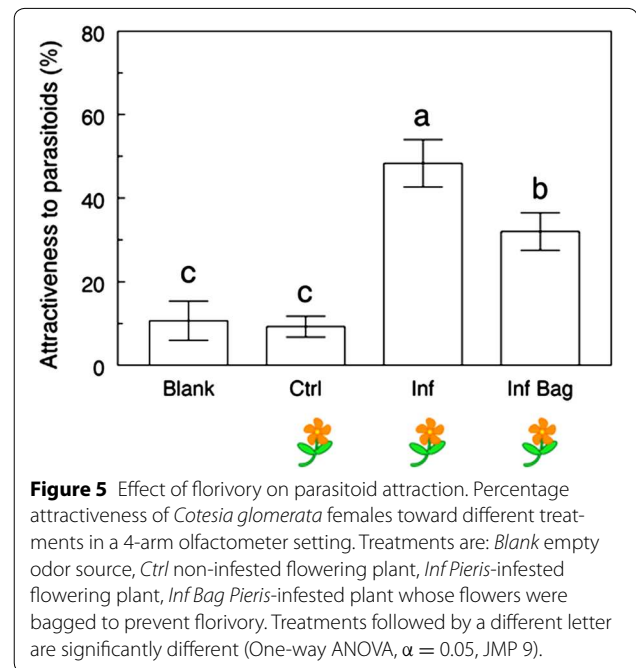 Attractiveness to parasitoids (%)
80
60
40
20
0
c
c
a
b
Blank
Ctrl
Inf
Inf Bag
Figure 5 Effect of florivory on parasitoid attraction. Percentage
attractiveness of Cotesia glomerata females toward different treat-
ments in a 4-arm olfactometer setting. Treatments are: Blank empty
odor source, Ctrl non-infested flowering plant, Inf Pieris-infested
flowering plant, Inf Bag Pieris-infested plant whose flowers were
bagged to prevent florivory. Treatments followed by a different letter
are significantly different (One-way ANOVA, α = 0.05, JMP 9).